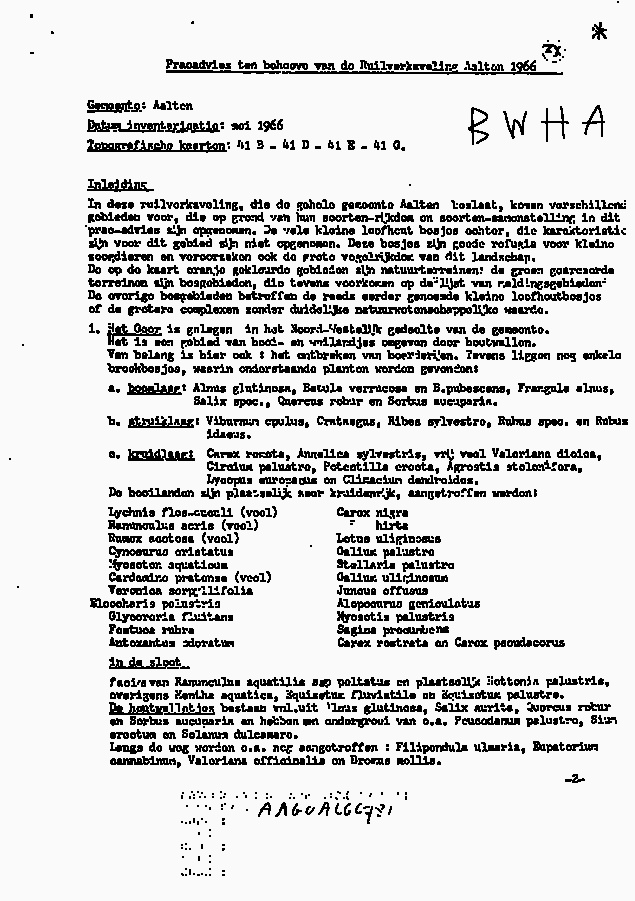 Praeadvies ten behoeve van de Ruilverkaveling Aalten 1966
Gemeente: Aalten
B W H A
Datum inventarisatie: mei 1966
Topografische kaarten: 41 B - 41 D - 41 E - 41 G.
Inleiding
In deze ruilverkaveling, die de gehele gemeente Aalten beslaat, komen verschillend
gebieden voor, die op grond van hun soorten-rijkdom en soorten-samenstelling in dit
prae-advies zijn opgenomen. De vele kleine loofhout bosjes echter, die karakteristic
zijn voor dit gebied zijn niet opgenomen. Deze bosjes zijn goede refugia voor kleine
zoogdieren en veroorzaken ook de grote vogelrijkdom van dit landschap.
De op de kaart oranje gekleurde gebieden zijn natuurterreinen: de groen gearceerde
terreinen zijn bosgebieden, die tevens voorkomen op de "lijst van meldingsgebieden"
De overige bosgebieden betreffen de reeds eerder genoemde kleine loofhoutbosjes
of de grotere complexen zonder duidelijke natuurwetenschappelijke waarde.
1. Het Goor is gelegen in het Noord-Westelijk gedeelte van de gemeente.
Het is een gebied van hooi- en weilandjes omgeven door houtwallen.
Van belang is hier ook : het ontbreken van boerderijen. Tevens liggen nog enkele
broekbosjes, waarin onderstaande planten worden gevonden:
a. boomlaag: Alnus glutinosa, Betula verrucosa en B.pubescens, Frangula alnus,
Salix spec., Quercus robur en Sorbus aucuparia.
b. struiklaag: Viburnum opulus, Crataegus, Ribes sylvestre, Rubus spec. en Rubus
idaeus.
c. kruidlaag: Carex remota, Angelica sylvestris, vrij veel Valeriana dioica,
Cirsium palustre, Potentilla erecta, Agrostis stolonifera,
Lycopus europaeus en Climacium dendroides.
De hooilanden zijn plaatselijk zeer kruidenrijk, aangetroffen werden:
Lychnis flos-cuculi (veel) Carex nigra
Ranunculus acris (veel) " hirta
Rumex acetosa (veel) Lotus uliginosus
Cynosurus cristatus Galium palustre
Myosoton aquaticum Stellaria palustre
Cardamine pratense (veel) Galium uliginosum
Veronica serpyllifolia Juncus effusus
Eleocharis palustris Alopecurus geniculatus
Glyceria fluitans Myosotis palustris
Festuca rubra Sagina procumbens
Antoxantum odoratum Carex rostrata en Carex pseudocyperus
in de sloot
facies van Ranunculus aquatilis ssp peltatus en plaatselijk Hottonia palustris,
overigens Mentha aquatica, Equisetum fluviatile en Equisetum palustre.
De houtwalletjes bestaan vnl.uit Alnus glutinosa, Salix aurita, Quercus robur
en Sorbus aucuparia en hebben een ondergroei van o.a. Peucedanum palustre, Sium
erectum en Solanum dulcamara.
Langs de weg worden o.a. nog aangetroffen : Filipendula ulmaria, Eupatorium
cannabinum, Valeriana officinalis en Bromus mollis.
-2-